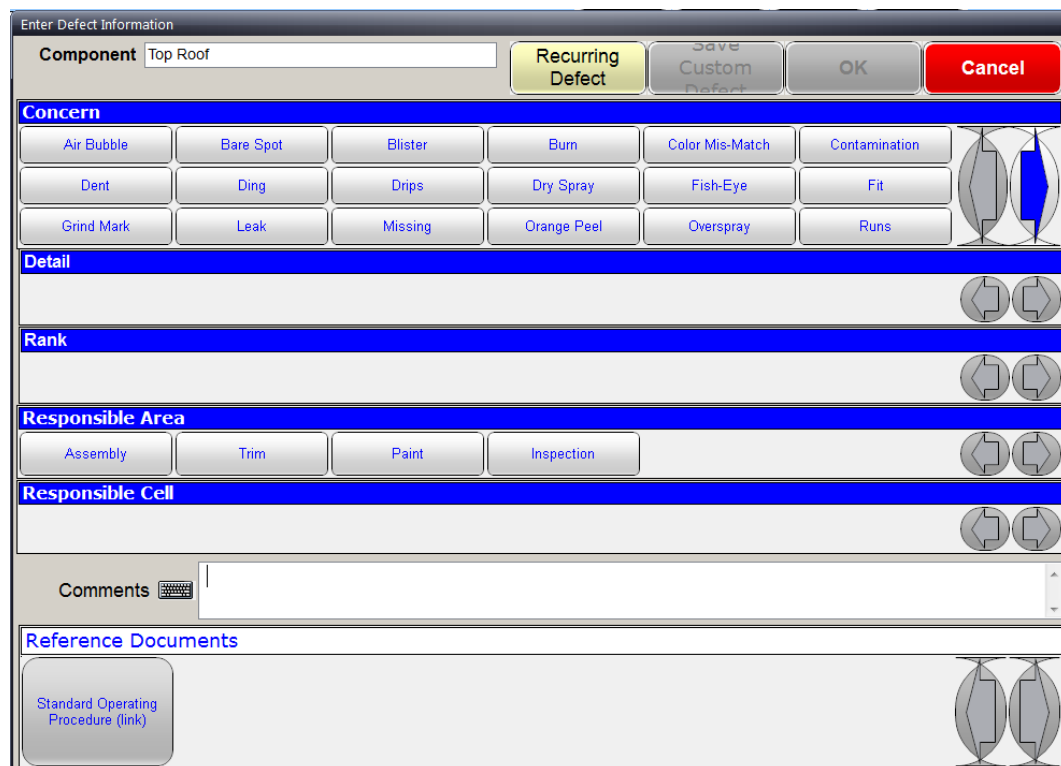 Enter Defect Information
Component Top Roof
Recurring
Defect
Save
Custom
Defect
OK
Cancel
Concern
Air Bubble Bare Spot Blister Burn Color Mis-Match Contamination
Dent Ding Drips Dry Spray Fish-Eye Fit
Grind Mark Leak Missing Orange Peel Overspray Runs
Detail
Rank
Responsible Area
Assembly Trim Paint Inspection
Responsible Cell
Comments
Reference Documents
Standard Operating
Procedure (link)